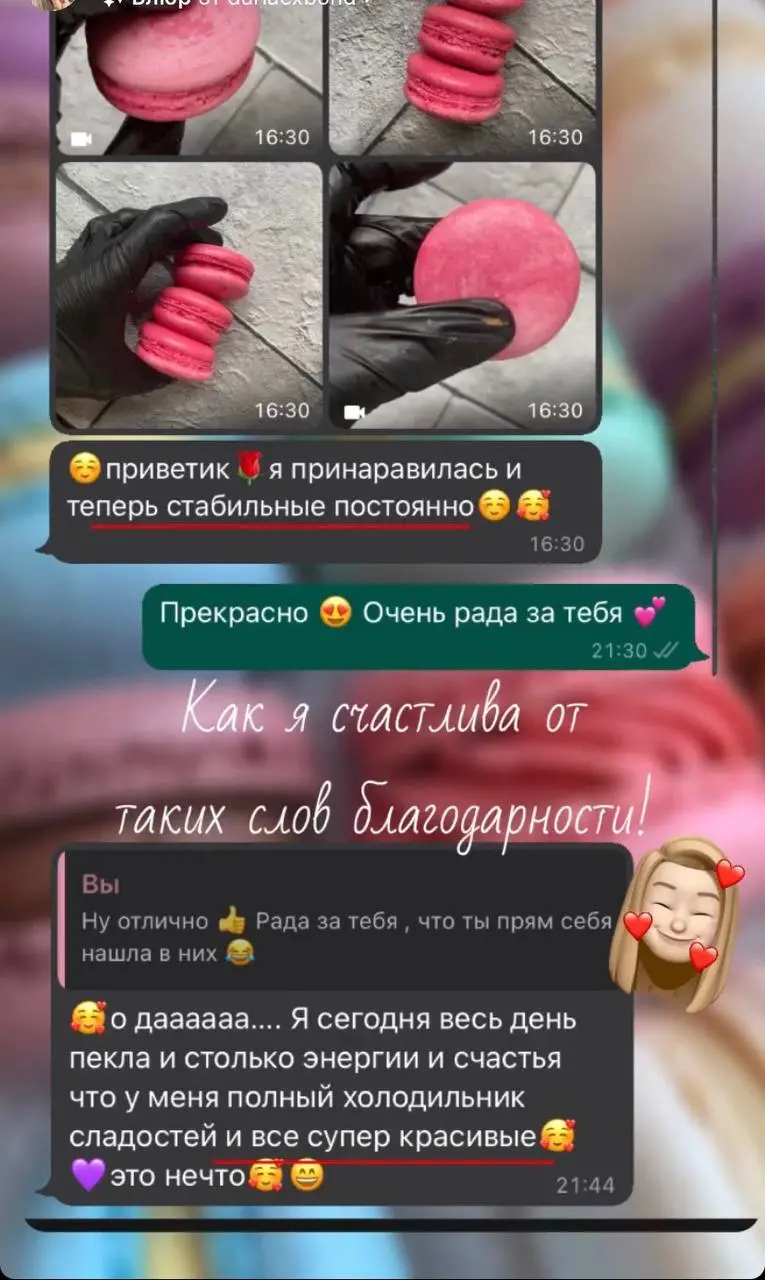 16:30
16:30
16:30
16:30
☺️приветик🌹я принаравилась и
теперь стабильные постоянно☺️🥰
16:30
Прекрасно 😍 Очень рада за тебя 💕
21:30
Как я счастлива от
таких слов благодарности!
Вы
Ну отлично 👍 Рада за тебя , что ты прям себя
нашла в них 😂
🥰о даааааа.... Я сегодня весь день
пекла и столько энергии и счастья
что у меня полный холодильник
сладостей и все супер красивые🥰
💜это нечто🥰😄
21:44